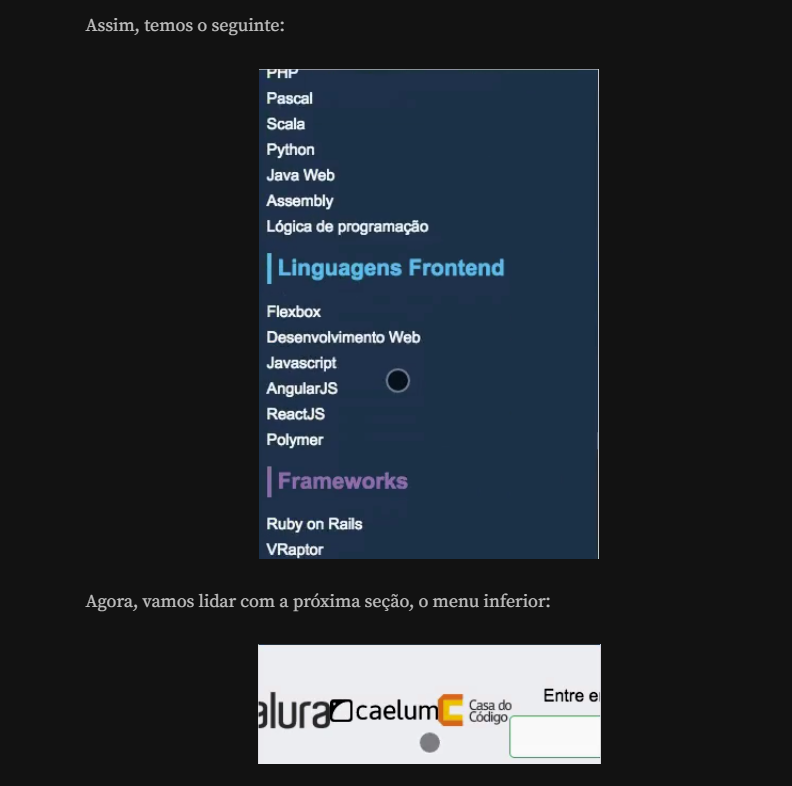 Assim, temos o seguinte:
PHP
Pascal
Scala
Python
Java Web
Assembly
Lógica de programação
Linguagens Frontend
Flexbox
Desenvolvimento Web
Javascript
AngularJS
ReactJS
Polymer
Frameworks
Ruby on Rails
VRaptor
Agora, vamos lidar com a próxima seção, o menu inferior:
alura caelum Casa do Código Entre e